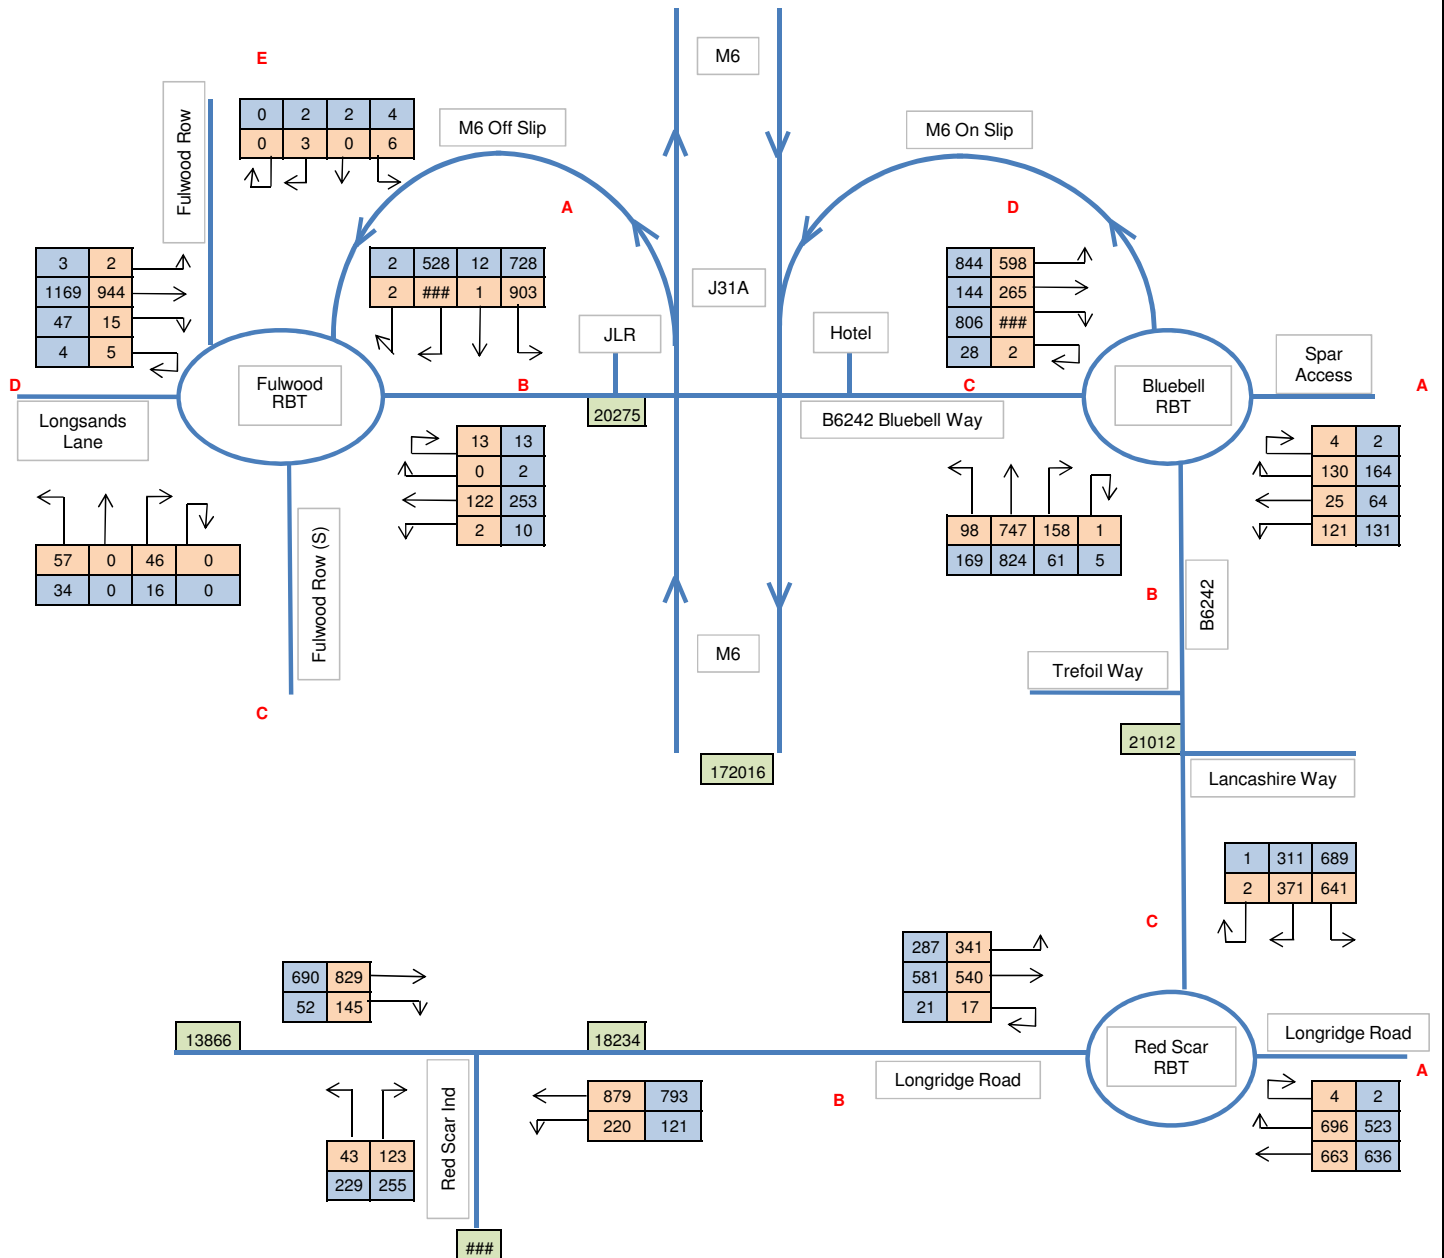 M6
E
Fulwood Row
0 2 2 4
0 3 0 6
M6 Off Slip
M6 On Slip
A
D
3 2
1169 944
47 15
4 5
2 528 12 728
2 ### 1 903
J31A
844 598
144 265
806 ###
28 2
JLR
Hotel
Spar
Access
D
Fulwood
RBT
B
C
Bluebell
RBT
A
Longsands
Lane
20275
B6242 Bluebell Way
13 13
0 2
122 253
2 10
4 2
130 164
25 64
121 131
57 0 46 0
34 0 16 0
Fulwood Row (S)
98 747 158 1
169 824 61 5
B
B6242
M6
Trefoil Way
C
21012
172016
Lancashire Way
1 311 689
2 371 641
C
287 341
581 540
21 17
690 829
52 145
13866
18234
Red Scar
RBT
Longridge Road
A
Longridge Road
B
Red Scar Ind
879 793
220 121
4 2
696 523
663 636
43 123
229 255
###